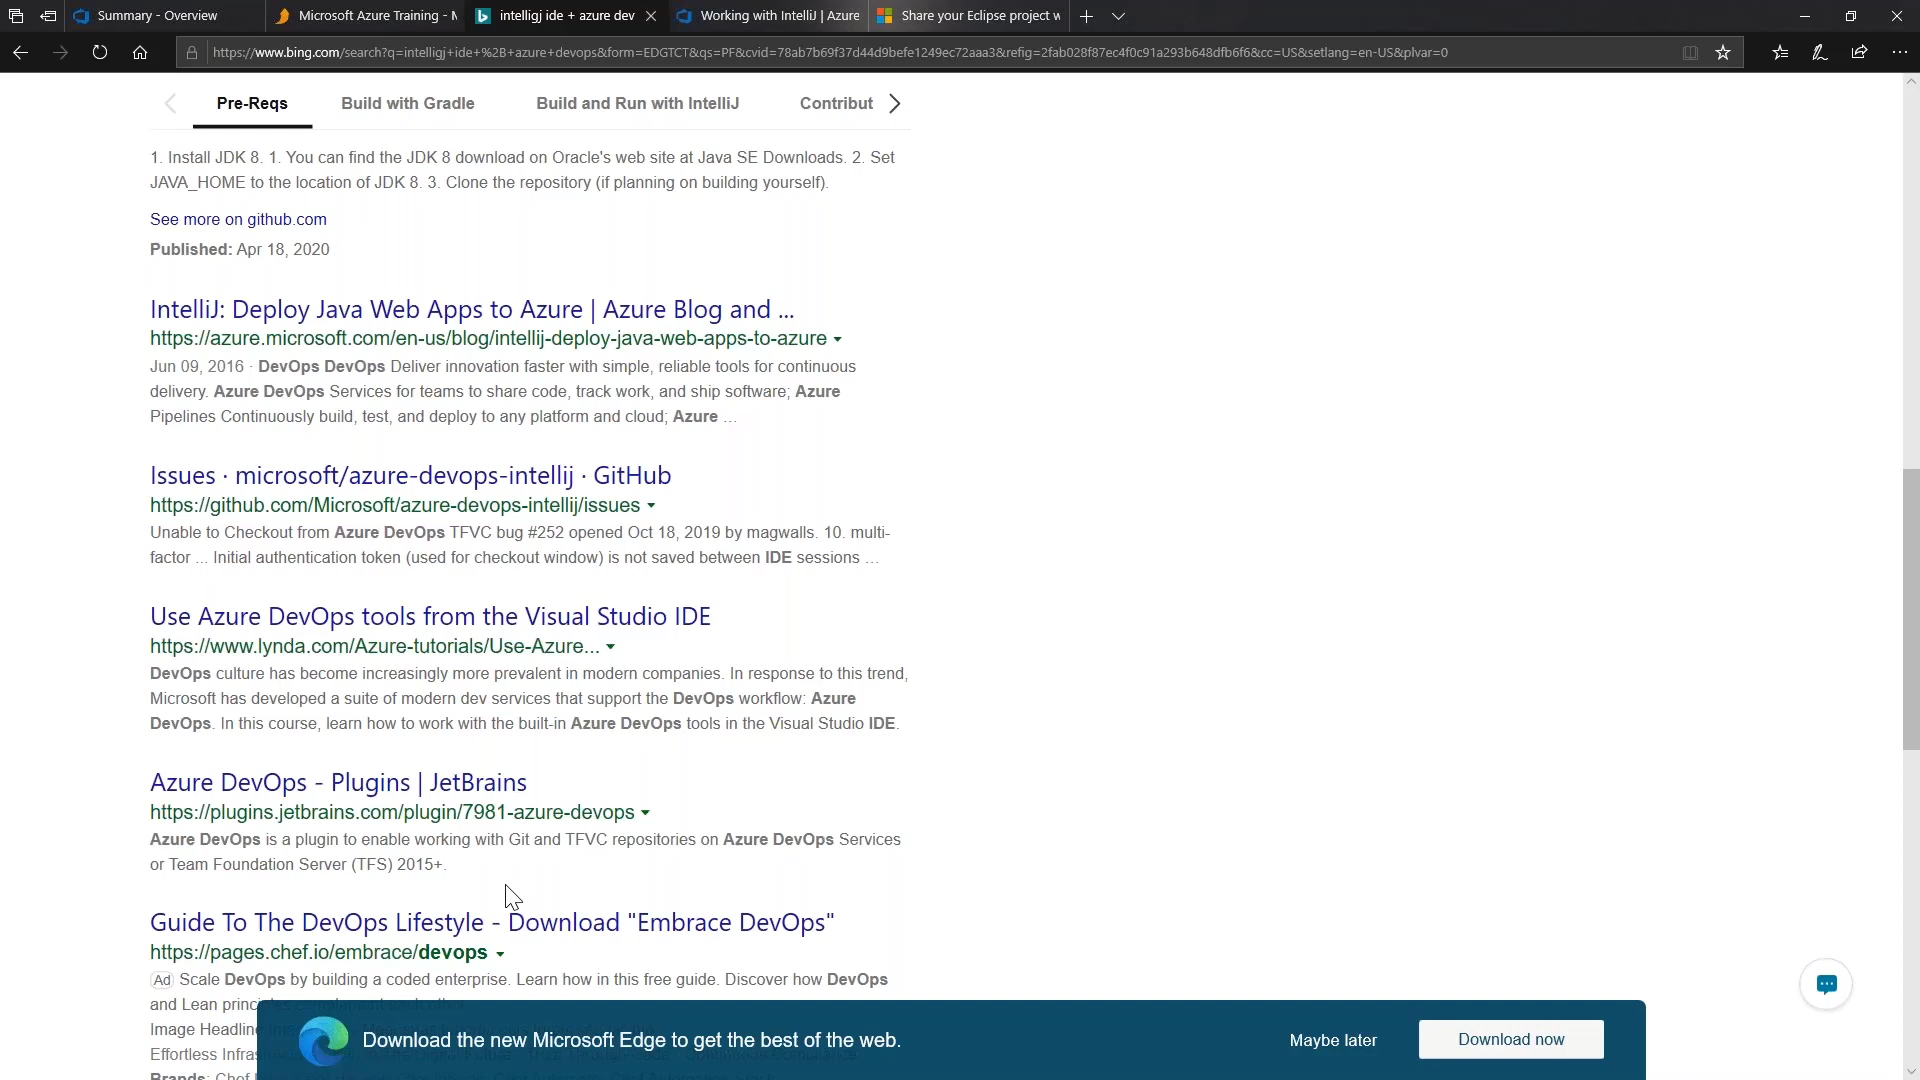 Summary - Overview
Microsoft Azure Training - M
intelligj ide + azure dev
Working with IntelliJ | Azure
Share your Eclipse project w
https://www.bing.com/search?q=intelligj+ide+%2B+azure+devops&form=EDGTCT&qs=PF&cvid=78ab7b69f37d44d9befe1249ec72aaa3&refig=2fab028f87ec4f0c91a293b648dfb6f6&cc=US&setlang=en-US&plvar=0
Pre-Reqs
Build with Gradle
Build and Run with IntelliJ
Contribut
1. Install JDK 8. 1. You can find the JDK 8 download on Oracle's web site at Java SE Downloads. 2. Set
JAVA_HOME to the location of JDK 8. 3. Clone the repository (if planning on building yourself).
See more on github.com
Published: Apr 18, 2020
IntelliJ: Deploy Java Web Apps to Azure | Azure Blog and ...
https://azure.microsoft.com/en-us/blog/intellij-deploy-java-web-apps-to-azure
Jun 09, 2016 · DevOps DevOps Deliver innovation faster with simple, reliable tools for continuous
delivery. Azure DevOps Services for teams to share code, track work, and ship software; Azure
Pipelines Continuously build, test, and deploy to any platform and cloud; Azure ...
Issues · microsoft/azure-devops-intellij · GitHub
https://github.com/Microsoft/azure-devops-intellij/issues
Unable to Checkout from Azure DevOps TFVC bug #252 opened Oct 18, 2019 by magwalls. 10. multi-
factor ... Initial authentication token (used for checkout window) is not saved between IDE sessions ...
Use Azure DevOps tools from the Visual Studio IDE
https://www.lynda.com/Azure-tutorials/Use-Azure...
DevOps culture has become increasingly more prevalent in modern companies. In response to this trend,
Microsoft has developed a suite of modern dev services that support the DevOps workflow: Azure
DevOps. In this course, learn how to work with the built-in Azure DevOps tools in the Visual Studio IDE.
Azure DevOps - Plugins | JetBrains
https://plugins.jetbrains.com/plugin/7981-azure-devops
Azure DevOps is a plugin to enable working with Git and TFVC repositories on Azure DevOps Services
or Team Foundation Server (TFS) 2015+.
Guide To The DevOps Lifestyle - Download "Embrace DevOps"
https://pages.chef.io/embrace/devops
Ad Scale DevOps by building a coded enterprise. Learn how in this free guide. Discover how DevOps
and Lean princi
Image Headlin
Effortless Infras
Brands: Chef
Download the new Microsoft Edge to get the best of the web.
Maybe later
Download now